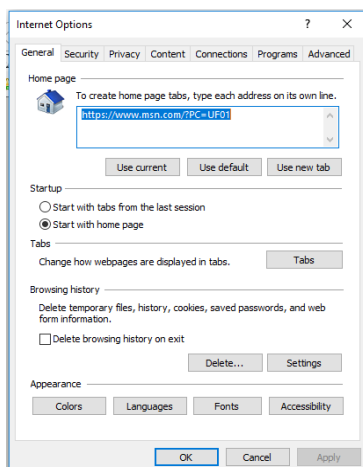 Internet Options
General Security Privacy Content Connections Programs Advanced
Home page
To create home page tabs, type each address on its own line.
https://www.msn.com/?PC=UF01
Use current Use default Use new tab
Startup
Start with tabs from the last session
Start with home page
Tabs
Change how webpages are displayed in tabs. Tabs
Browsing history
Delete temporary files, history, cookies, saved passwords, and web
form information.
Delete browsing history on exit
Delete... Settings
Appearance
Colors Languages Fonts Accessibility
OK Cancel Apply